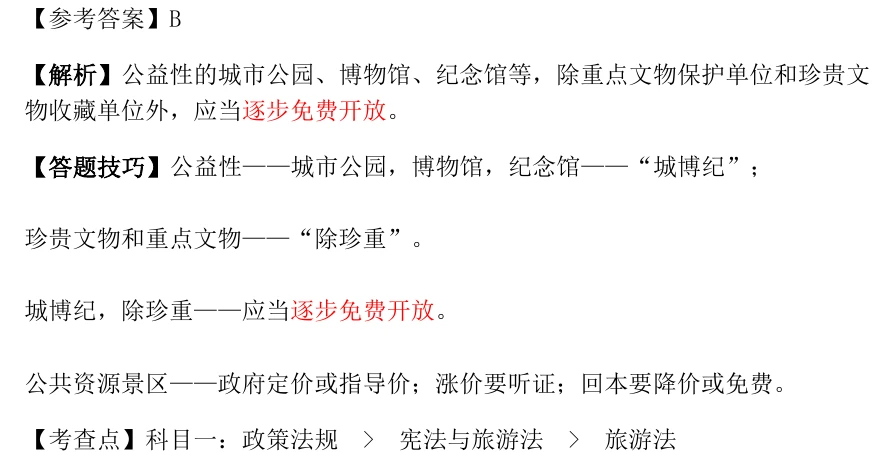 【参考答案】B
【解析】公益性的城市公园、博物馆、纪念馆等，除重点文物保护单位和珍贵文
物收藏单位外，应当逐步免费开放。
【答题技巧】公益性——城市公园，博物馆，纪念馆——“城博纪”；
珍贵文物和重点文物——“除珍重”。
城博纪，除珍重——应当逐步免费开放。
公共资源景区——政府定价或指导价；涨价要听证；回本要降价或免费。
【考查点】科目一：政策法规 > 宪法与旅游法 > 旅游法